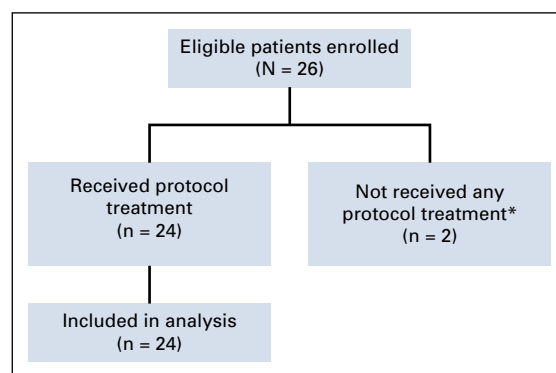 Eligible patients enrolled
(N = 26)
Received protocol
treatment
(n = 24)
Not received any
protocol treatment*
(n = 2)
Included in analysis
(n = 24)